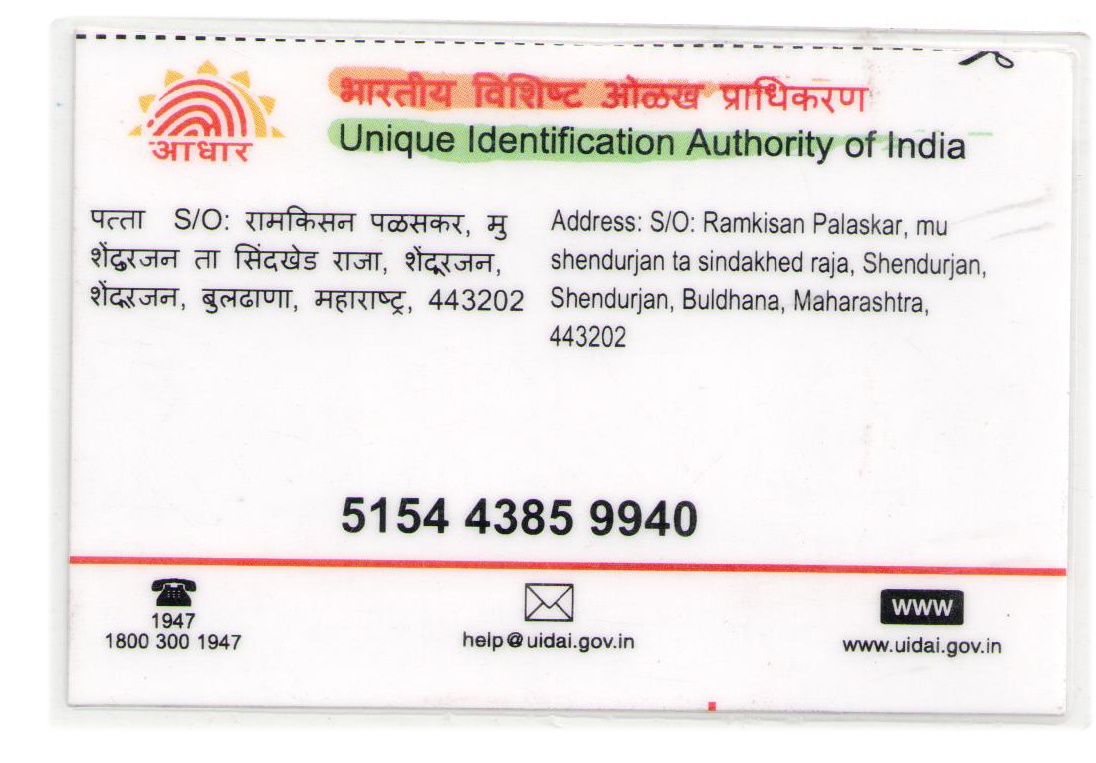 आधार
भारतीय विशिष्ट ओळख प्राधिकरण
Unique Identification Authority of India
पत्ता S/O: रामकिसन पळसकर, मु
शेंदुरजन ता सिंदखेड राजा, शेंदूरजन,
शेंदूरजन, बुलढाणा, महाराष्ट्र, 443202
Address: S/O: Ramkisan Palaskar, mu
shendurjan ta sindakhed raja, Shendurjan,
Shendurjan, Buldhana, Maharashtra,
443202
5154 4385 9940
1947
1800 300 1947
help@uidai.gov.in
WWW
www.uidai.gov.in